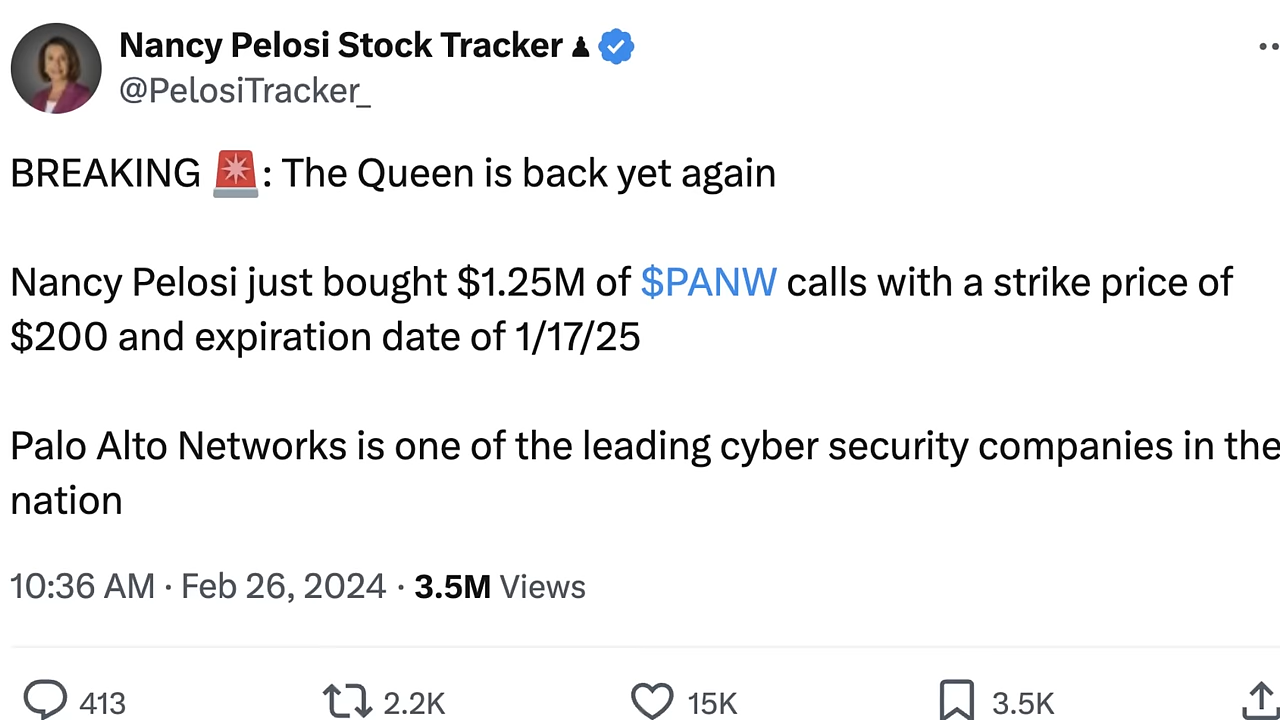 Nancy Pelosi Stock Tracker ♟
@PelosiTracker_
BREAKING 🚨: The Queen is back yet again
Nancy Pelosi just bought $1.25M of $PANW calls with a strike price of
$200 and expiration date of 1/17/25
Palo Alto Networks is one of the leading cyber security companies in the
nation
10:36 AM · Feb 26, 2024 · 3.5M Views
413 2.2K 15K 3.5K